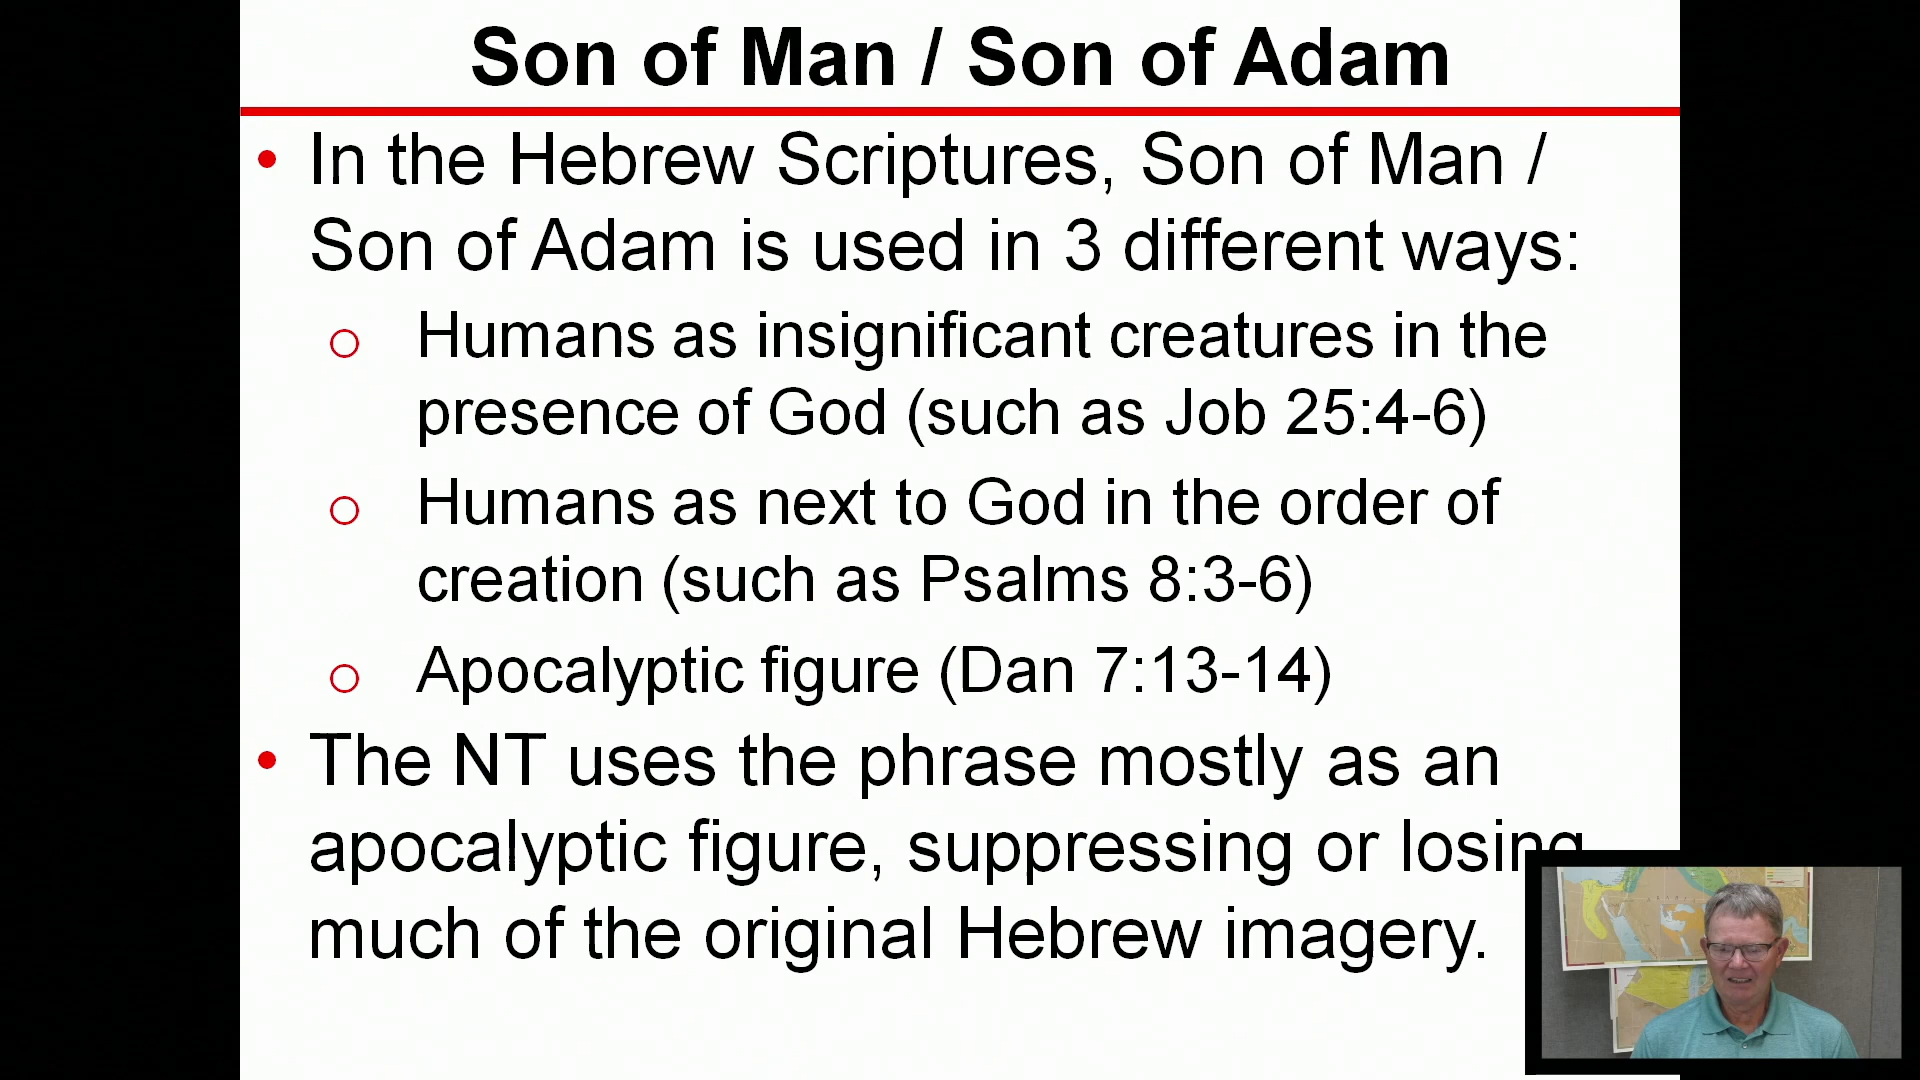 Son of Man / Son of Adam
• In the Hebrew Scriptures, Son of Man /
Son of Adam is used in 3 different ways:
o Humans as insignificant creatures in the
presence of God (such as Job 25:4-6)
o Humans as next to God in the order of
creation (such as Psalms 8:3-6)
o Apocalyptic figure (Dan 7:13-14)
• The NT uses the phrase mostly as an
apocalyptic figure, suppressing or losing
much of the original Hebrew imagery.